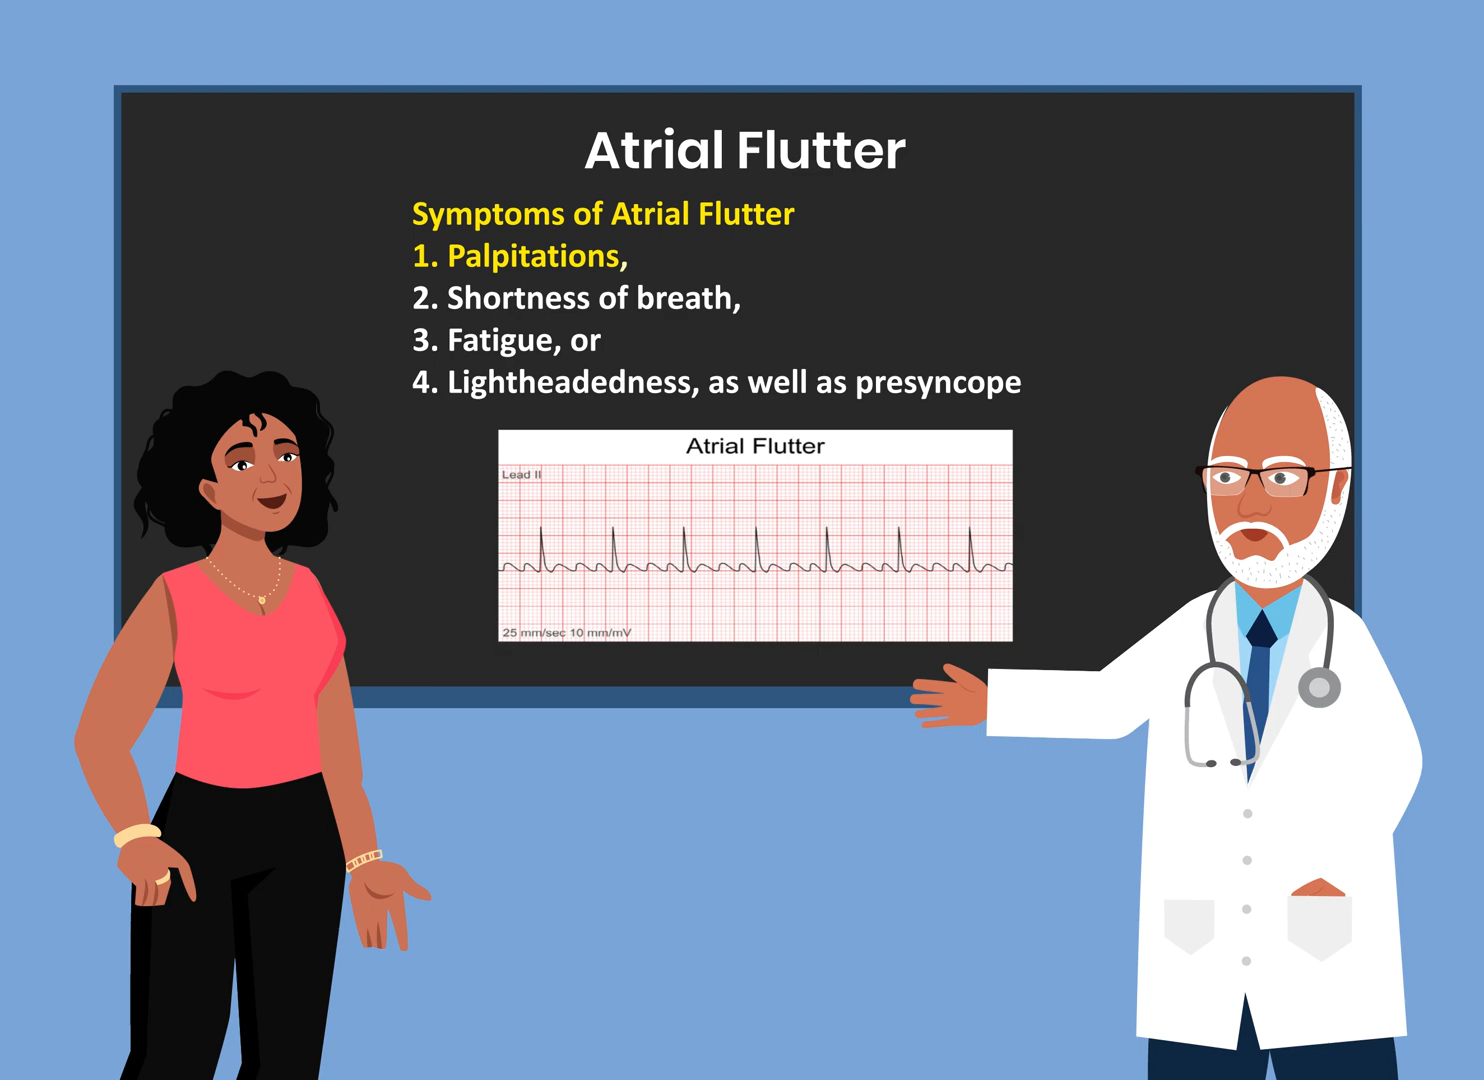 Atrial Flutter
Symptoms of Atrial Flutter
1. Palpitations,
2. Shortness of breath,
3. Fatigue, or
4. Lightheadedness, as well as presyncope
Atrial Flutter
Lead II
25 mm/sec 10 mm/mV